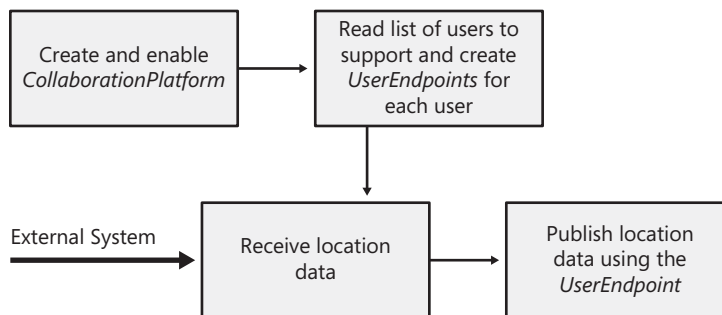 Create and enable
CollaborationPlatform
Read list of users to
support and create
UserEndpoints for
each user
External System
Receive location
data
Publish location
data using the
UserEndpoint